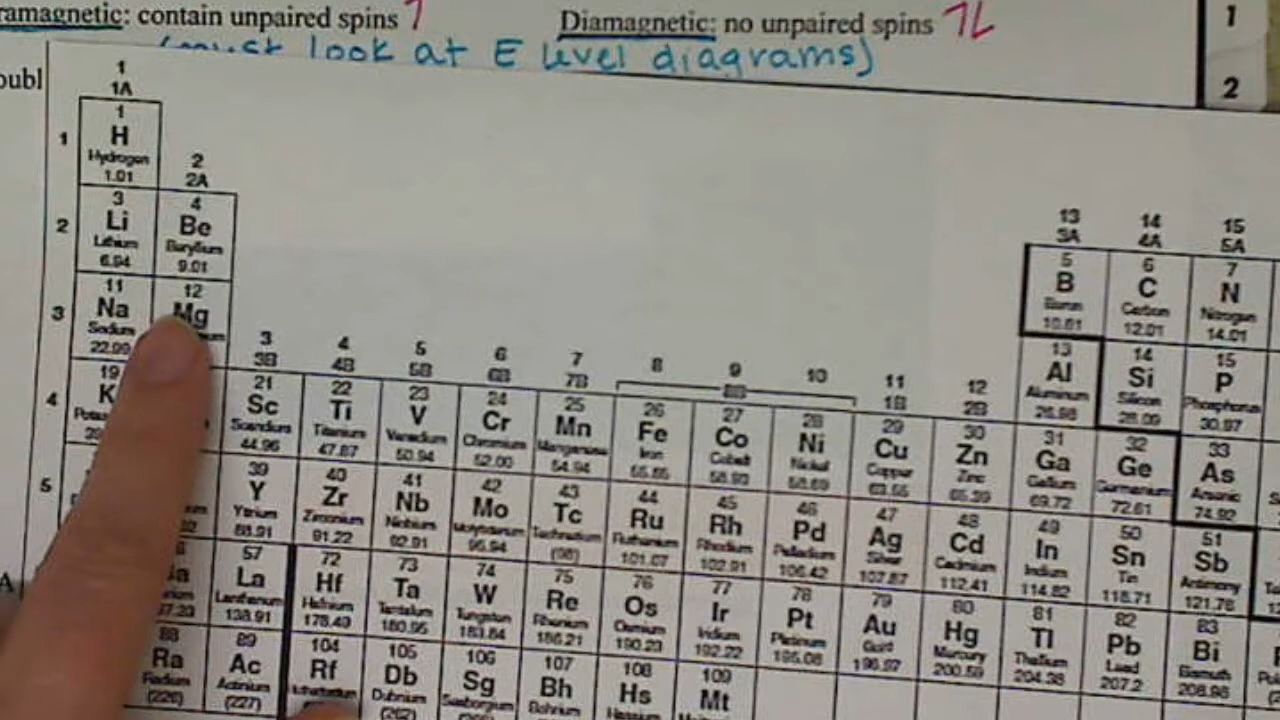 ramagnetic: contain unpaired spins 1
Diamagnetic: no unpaired spins 1L
(must look at E level diagrams)
1
2
oubl
1
1A
2
2A
13 14 15
3A 4A 5A
1 H Hydrogen 1.01
2 3 Li Lithium 6.94 4 Be Beryllium 9.01 5 B Boron 10.81 6 C Carbon 12.01 7 N Nitrogen 14.01
3 11 Na Sodium 22.99 12 Mg 13 Al Aluminum 26.98 14 Si Silicon 28.09 15 P Phosphorus 30.97
3 4 5 6 7 8 9 10 11 12
3B 4B 5B 6B 7B 8B 1B 2B
4 19 K 21 Sc Scandium 44.96 22 Ti Titanium 47.87 23 V Vanadium 50.94 24 Cr Chromium 52.00 25 Mn Manganese 54.94 26 Fe Iron 55.85 27 Co Cobalt 58.93 28 Ni Nickel 58.69 29 Cu Copper 63.55 30 Zn Zinc 65.39 31 Ga Gallium 69.72 32 Ge Germanium 72.61 33 As Arsenic 74.92
5 39 Y Yttrium 88.91 40 Zr Zirconium 91.22 41 Nb Niobium 92.91 42 Mo Molybdenum 95.94 43 Tc Technetium (98) 44 Ru Ruthenium 101.07 45 Rh Rhodium 102.91 46 Pd Palladium 106.42 47 Ag Silver 107.87 48 Cd Cadmium 112.41 49 In Indium 114.82 50 Sn Tin 118.71 51 Sb Antimony 121.76
57 La Lanthanum 138.91 72 Hf Hafnium 178.49 73 Ta Tantalum 180.95 74 W Tungsten 183.84 75 Re Rhenium 186.21 76 Os Osmium 190.23 77 Ir Iridium 192.22 78 Pt Platinum 195.08 79 Au Gold 196.97 80 Hg Mercury 200.59 81 Tl Thallium 204.38 82 Pb Lead 207.2 83 Bi Bismuth 208.98
88 Ra Radium (226) 89 Ac Actinium (227) 104 Rf 105 Db Dubnium (262) 106 Sg Seaborgium 107 Bh Bohrium 108 Hs Hassium 109 Mt